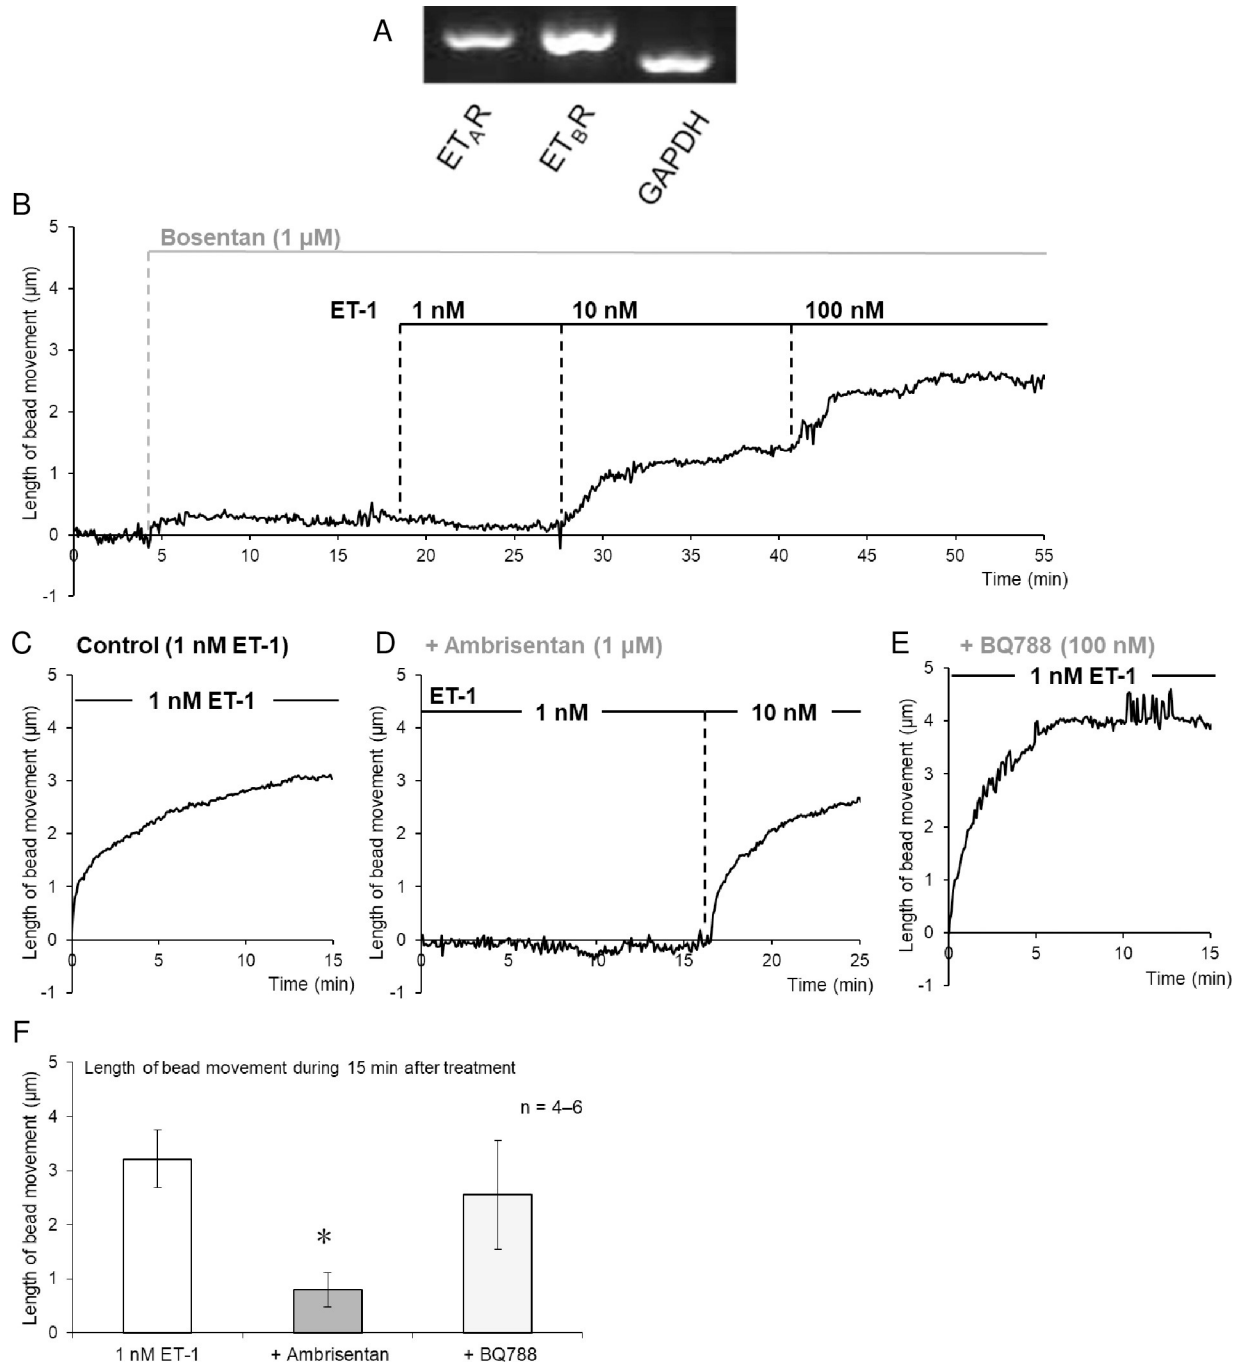 A
ETAR
ETBR
GAPDH
B
5
Bosentan (1 µM)
4
ET-1 1 nM 10 nM 100 nM
3
2
1
0
0 5 10 15 20 25 30 35 40 45 50 55
-1
Time (min)
Length of bead movement (µm)
C Control (1 nM ET-1)
5
1 nM ET-1
4
3
2
1
0
0 5 10 15
-1
Time (min)
Length of bead movement (µm)
D + Ambrisentan (1 µM)
5
ET-1
1 nM 10 nM
4
3
2
1
0
0 5 10 15 20 25
-1
Time (min)
Length of bead movement (µm)
E + BQ788 (100 nM)
5
1 nM ET-1
4
3
2
1
0
0 5 10 15
-1
Time (min)
Length of bead movement (µm)
F
5
Length of bead movement during 15 min after treatment
n = 4–6
4
3
2
*
1
0
1 nM ET-1 + Ambrisentan + BQ788
Length of bead movement (µm)